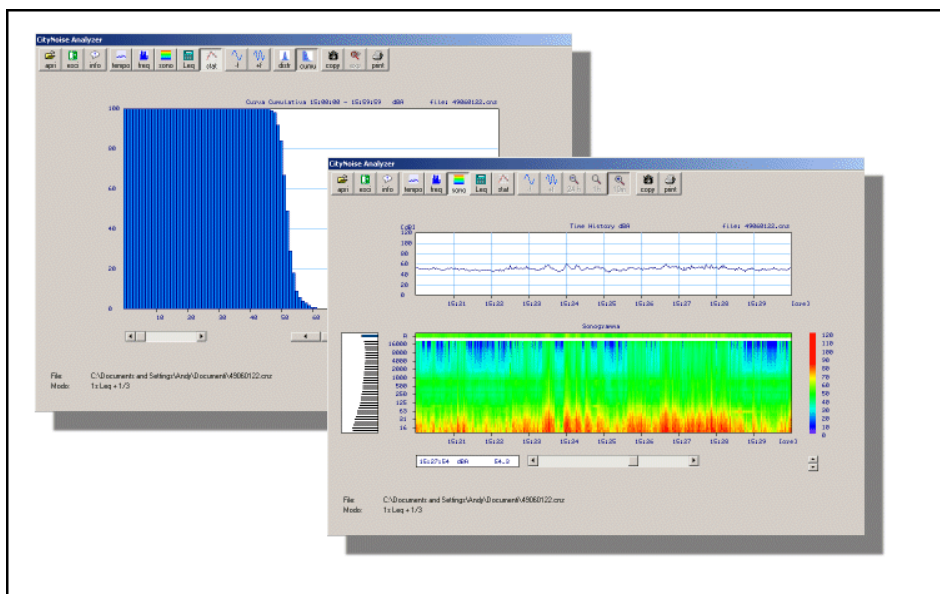 CityNoise Analyzer
apri esci info tempo freq sono Leq stat -f +f distr cumu copy print
Curva Cumulativa 15:00:00 - 15:59:59 dBA file: 49060122.cnz
100
80
60
40
20
0
10 20 30 40 50 60
File: C:\Documents and Settings\Andy\Documenti\49060122.cnz
Modo: 1x Leq + 1/3
CityNoise Analyzer
apri esci info tempo freq sono Leq stat -f +f 24h 1h 10m copy print
[dB] Time History dBA file: 49060122.cnz
120
100
80
60
40
20
0
15:21 15:22 15:23 15:24 15:25 15:26 15:27 15:28 15:29 [ore]
Sonogramma
0
16000
8000
4000
2000
1000
500
250
125
63
31
16
120
110
100
90
80
70
60
50
40
30
20
10
0
15:21 15:22 15:23 15:24 15:25 15:26 15:27 15:28 15:29 [ore]
15:27:54 dBA 54.3
File: C:\Documents and Settings\Andy\Documenti\49060122.cnz
Modo: 1x Leq + 1/3